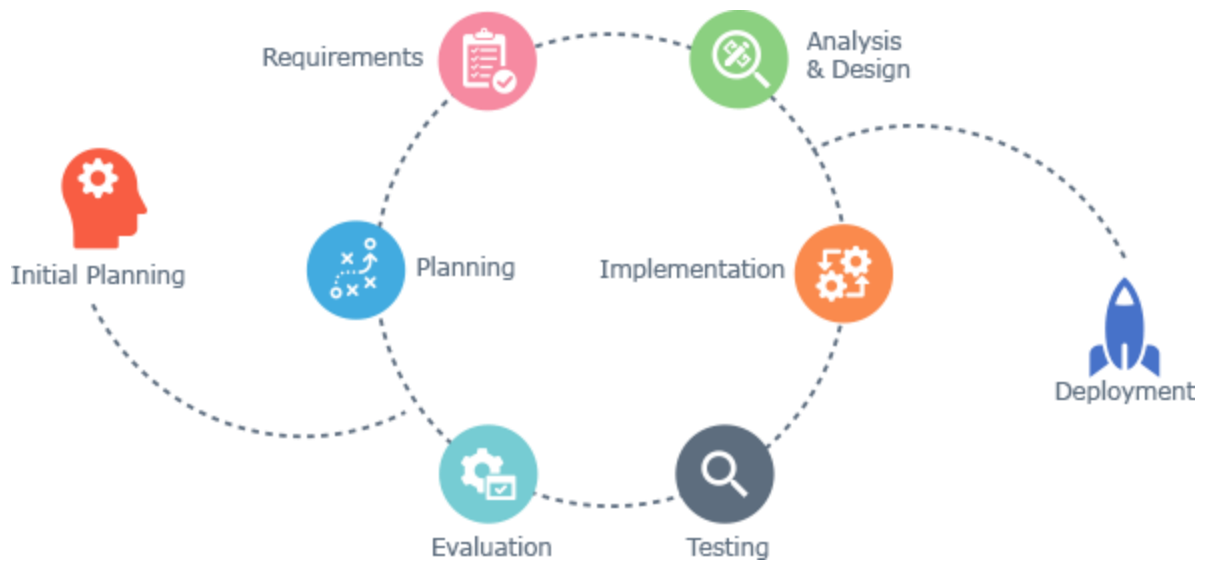 Requirements
Analysis
& Design
Initial Planning
Planning
Implementation
Deployment
Evaluation
Testing